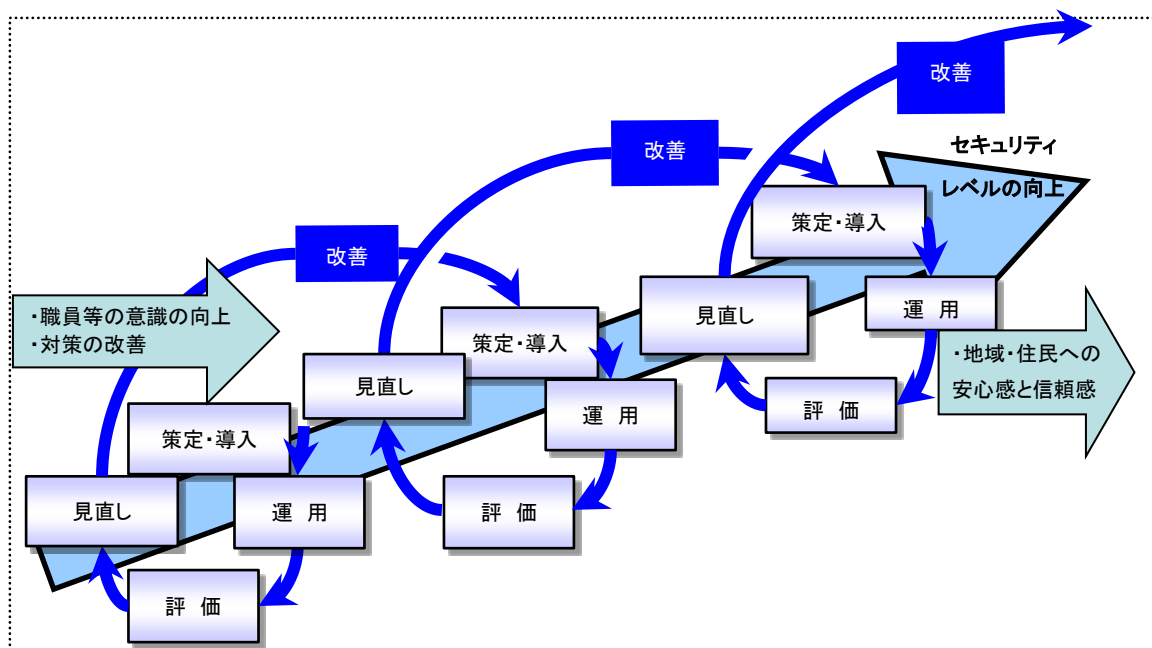 改善
セキュリティ
レベルの向上
改善
策定・導入
改善
運　用
見直し
・職員等の意識の向上
・対策の改善
策定・導入
・地域・住民への
安心感と信頼感
見直し
評　価
運　用
策定・導入
見直し
運　用
評　価
評　価